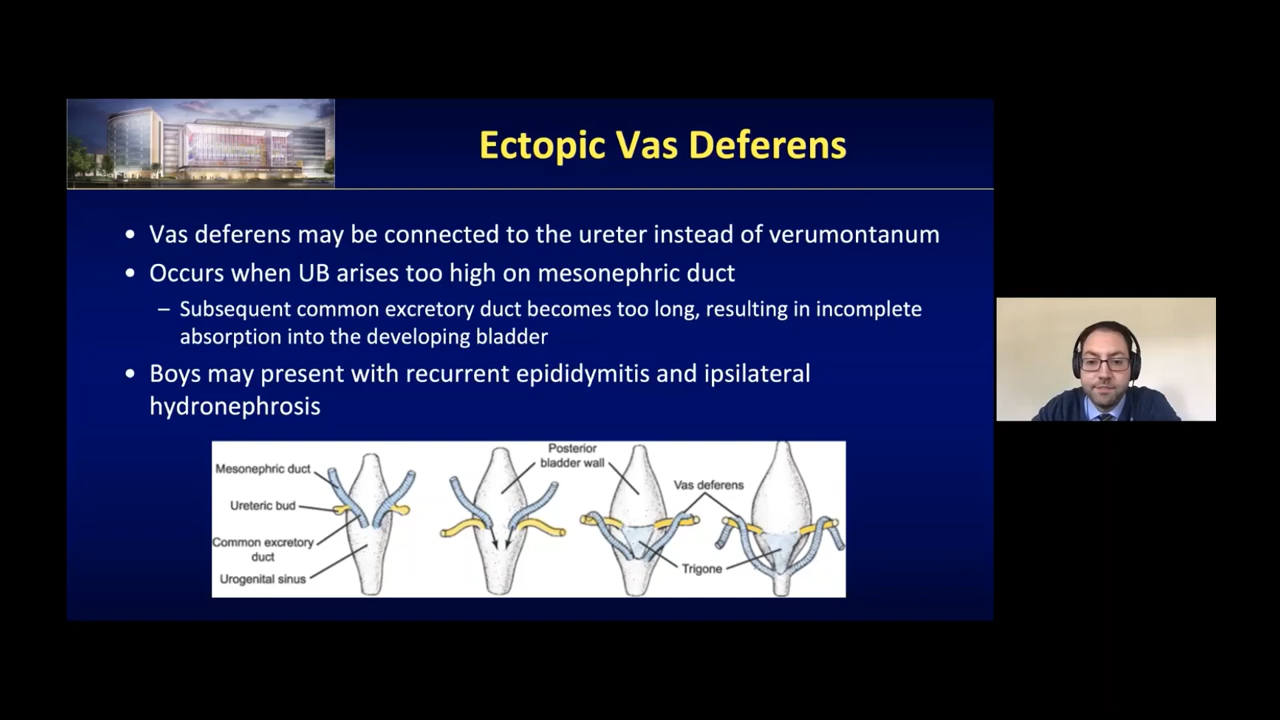 Ectopic Vas Deferens
• Vas deferens may be connected to the ureter instead of verumontanum
• Occurs when UB arises too high on mesonephric duct
– Subsequent common excretory duct becomes too long, resulting in incomplete
absorption into the developing bladder
• Boys may present with recurrent epididymitis and ipsilateral
hydronephrosis
Mesonephric duct
Ureteric bud
Common excretory
duct
Urogenital sinus
Posterior
bladder wall
Vas deferens
Trigone